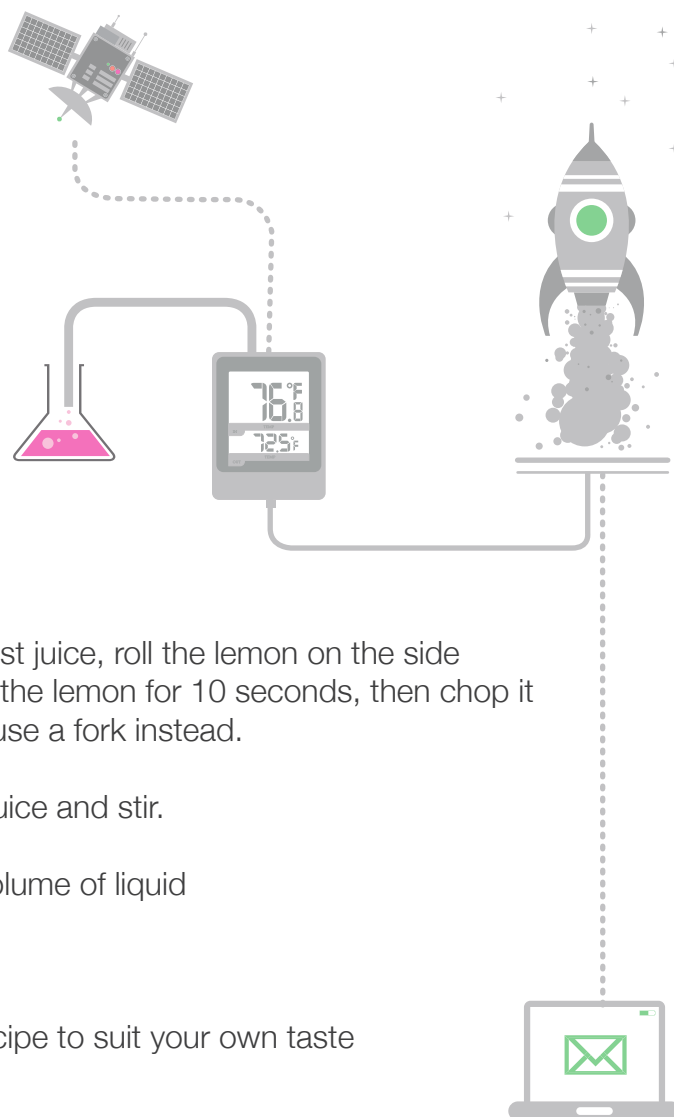 76.8°F
72.5°F
st juice, roll the lemon on the side
the lemon for 10 seconds, then chop it
use a fork instead.
uice and stir.
olume of liquid
cipe to suit your own taste